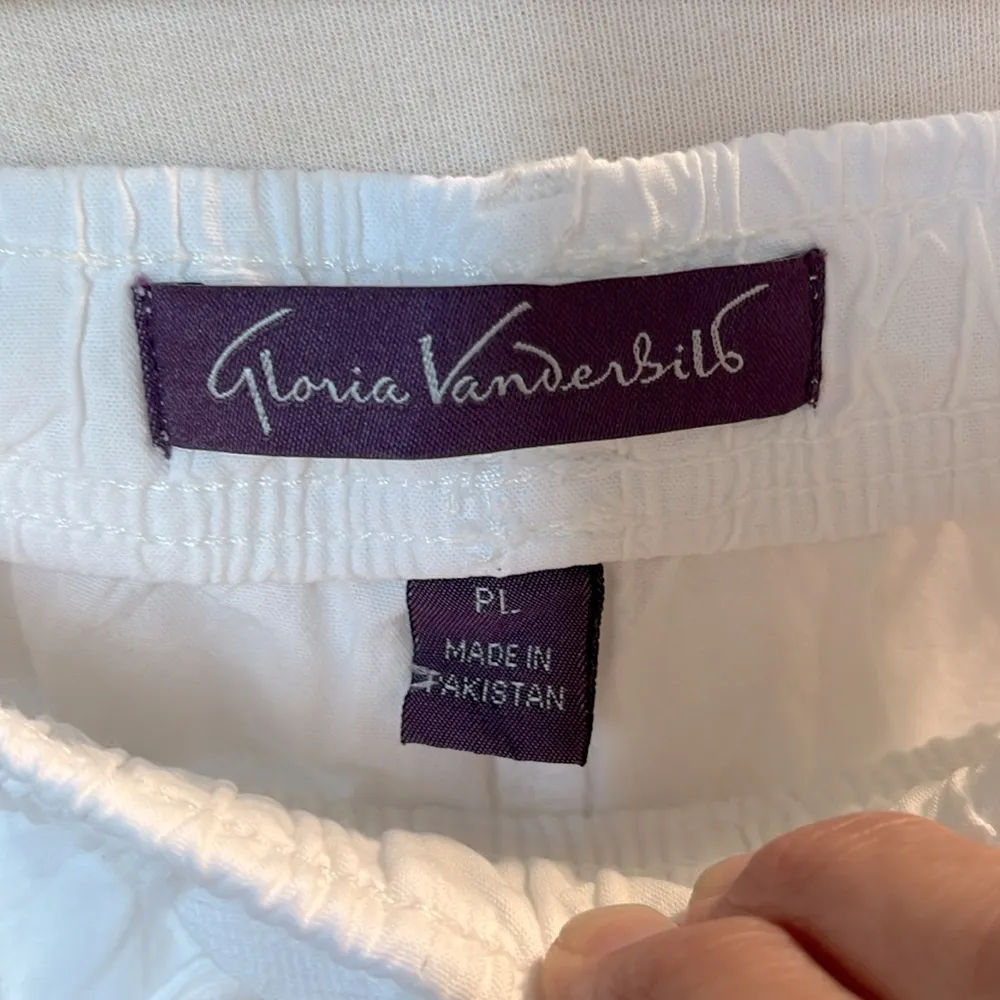 Gloria Vanderbilt
PL
MADE IN
PAKISTAN